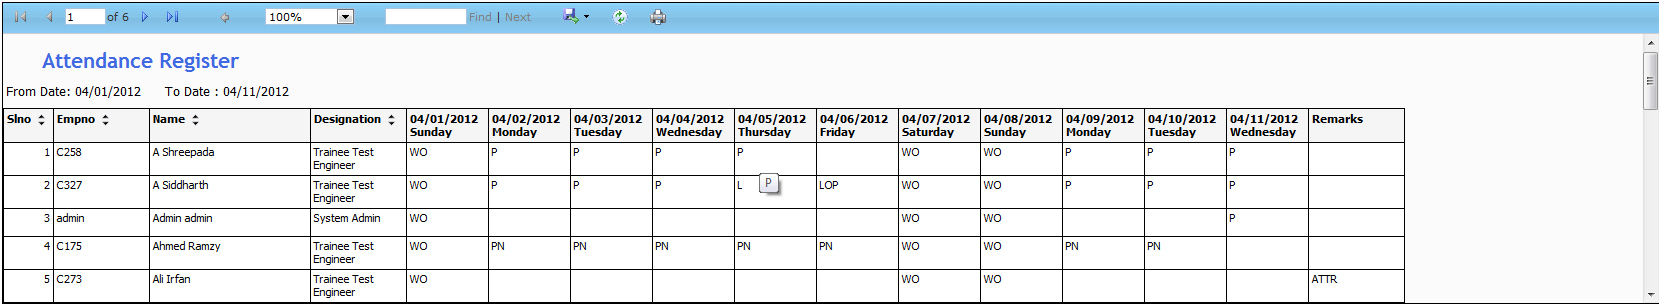 1 of 6 100% Find | Next
Attendance Register
From Date: 04/01/2012 To Date : 04/11/2012
Slno Empno Name Designation 04/01/2012 Sunday 04/02/2012 Monday 04/03/2012 Tuesday 04/04/2012 Wednesday 04/05/2012 Thursday 04/06/2012 Friday 04/07/2012 Saturday 04/08/2012 Sunday 04/09/2012 Monday 04/10/2012 Tuesday 04/11/2012 Wednesday Remarks
1 C258 A Shreepada Trainee Test Engineer WO P P P P WO WO P P P
2 C327 A Siddharth Trainee Test Engineer WO P P P L P LOP WO WO P P P
3 admin Admin admin System Admin WO WO WO P
4 C175 Ahmed Ramzy Trainee Test Engineer WO PN PN PN PN PN WO WO PN PN
5 C273 Ali Irfan Trainee Test Engineer WO WO WO ATTR